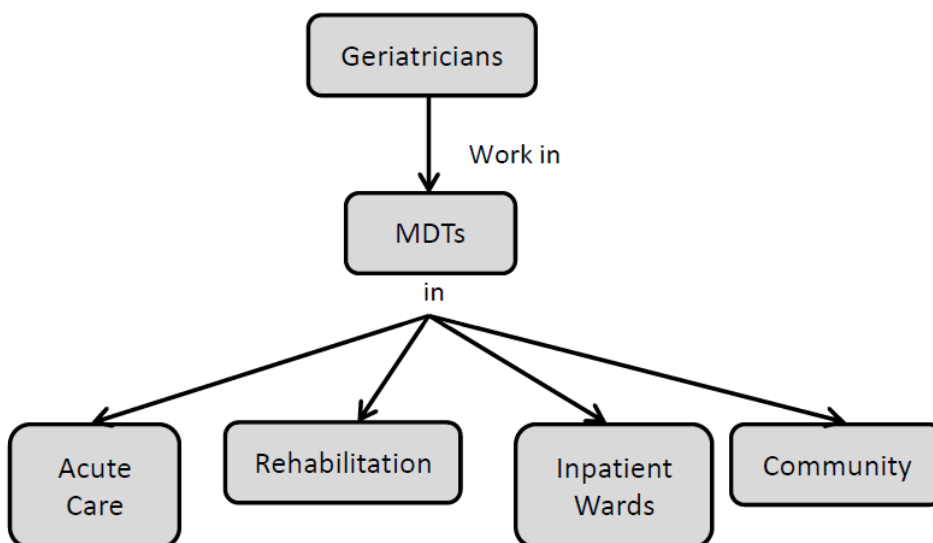 Geriatricians
Work in
MDTs
in
Acute
Care
Rehabilitation
Inpatient
Wards
Community